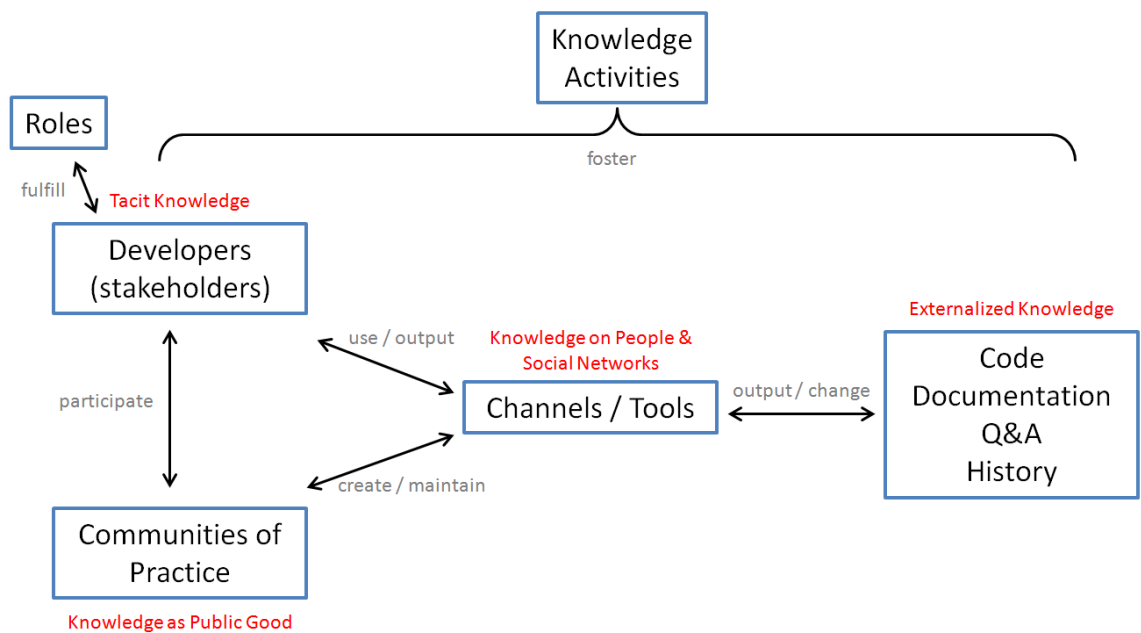 Knowledge
Activities
Roles
foster
fulfill
Tacit Knowledge
Developers
(stakeholders)
use / output
Knowledge on People &
Social Networks
Externalized Knowledge
participate
Channels / Tools
output / change
Code
Documentation
Q&A
History
create / maintain
Communities of
Practice
Knowledge as Public Good